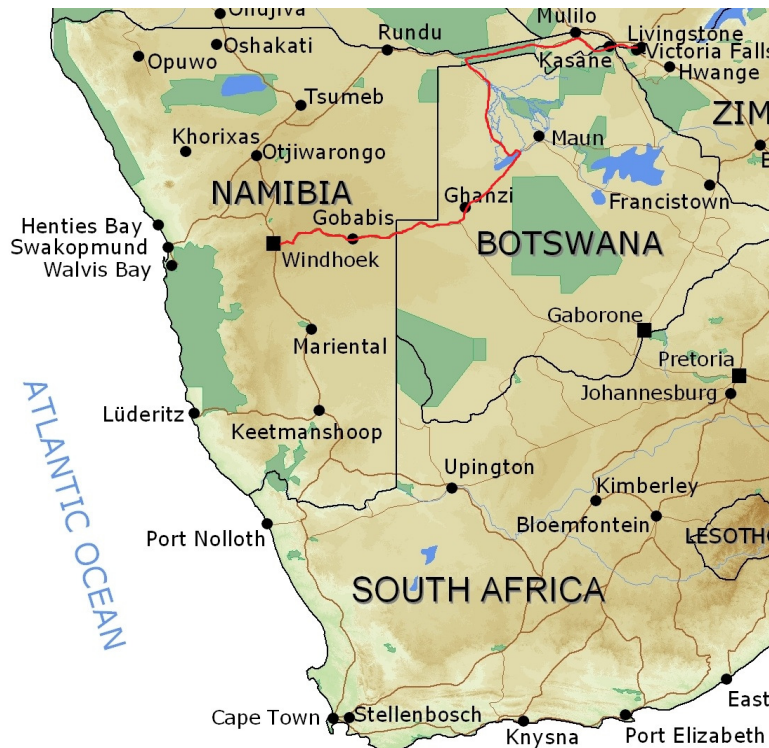 Ondjiva
Mulilo
Livingstone
Rundu
Oshakati
Victoria Falls
Opuwo
Kasane
Hwange
Tsumeb
ZIM
Maun
Khorixas
Otjiwarongo
NAMIBIA
Ghanzi
Francistown
Henties Bay
Gobabis
Swakopmund
BOTSWANA
Walvis Bay
Windhoek
Gaborone
Mariental
Pretoria
Johannesburg
ATLANTIC OCEAN
Lüderitz
Keetmanshoop
Upington
Kimberley
Port Nolloth
Bloemfontein
LESOTHO
SOUTH AFRICA
East
Cape Town
Stellenbosch
Knysna
Port Elizabeth